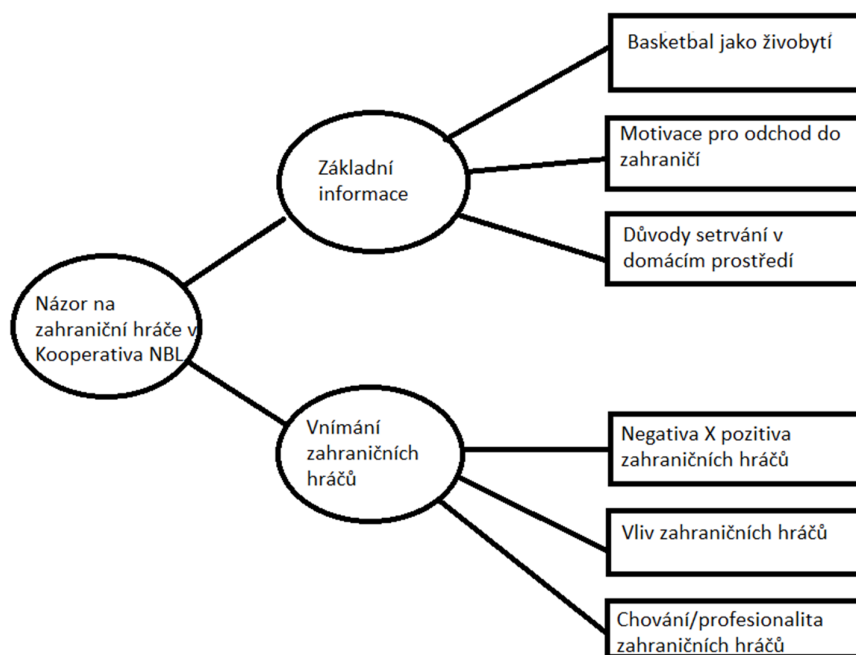 Basketbal jako živobytí
Motivace pro odchod do
zahraničí
Základní
informace
Důvody setrvání v
domácím prostředí
Názor na
zahraniční hráče v
Kooperativa NBL
Vnímání
zahraničních
hráčů
Negativa X pozitiva
zahraničních hráčů
Vliv zahraničních hráčů
Chování/profesionalita
zahraničních hráčů